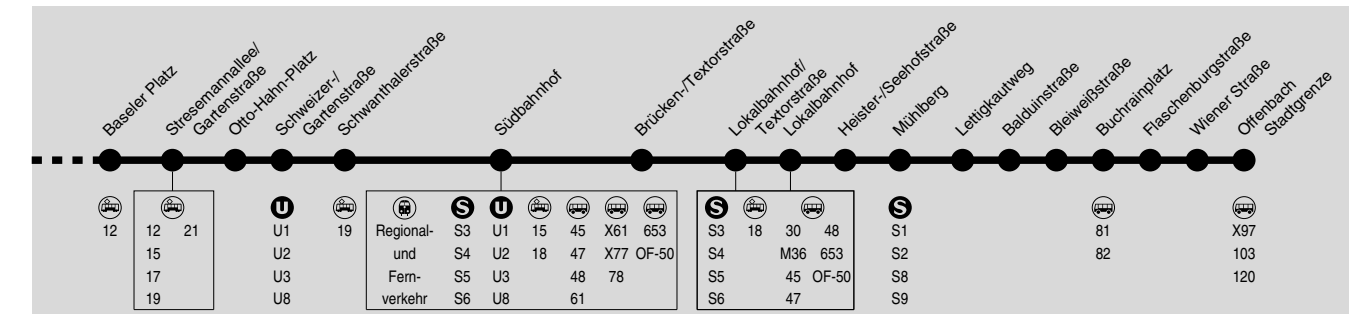 Baseler Platz
Stresemannallee/
Gartenstraße
Otto-Hahn-Platz
Schweizer-/
Gartenstraße
Schwanthalerstraße
Südbahnhof
Brücken-/Textorstraße
Lokalbahnhof/
Textorstraße
Lokalbahnhof
Heister-/Seehofstraße
Mühlberg
Lettigkautweg
Balduinstraße
Bleiweißstraße
Buchrainplatz
Flaschenburgstraße
Wiener Straße
Offenbach
Stadtgrenze
U S U S S
12 12 21 U1 19 Regional- S3 U1 15 45 X61 653 S3 18 30 48 S1 81 X97
15 U2 und S4 U2 18 47 X77 OF-50 S4 M36 653 S2 82 103
17 U3 Fern- S5 U3 48 78 S5 45 OF-50 S8 120
19 U8 verkehr S6 U8 61 S6 47 S9